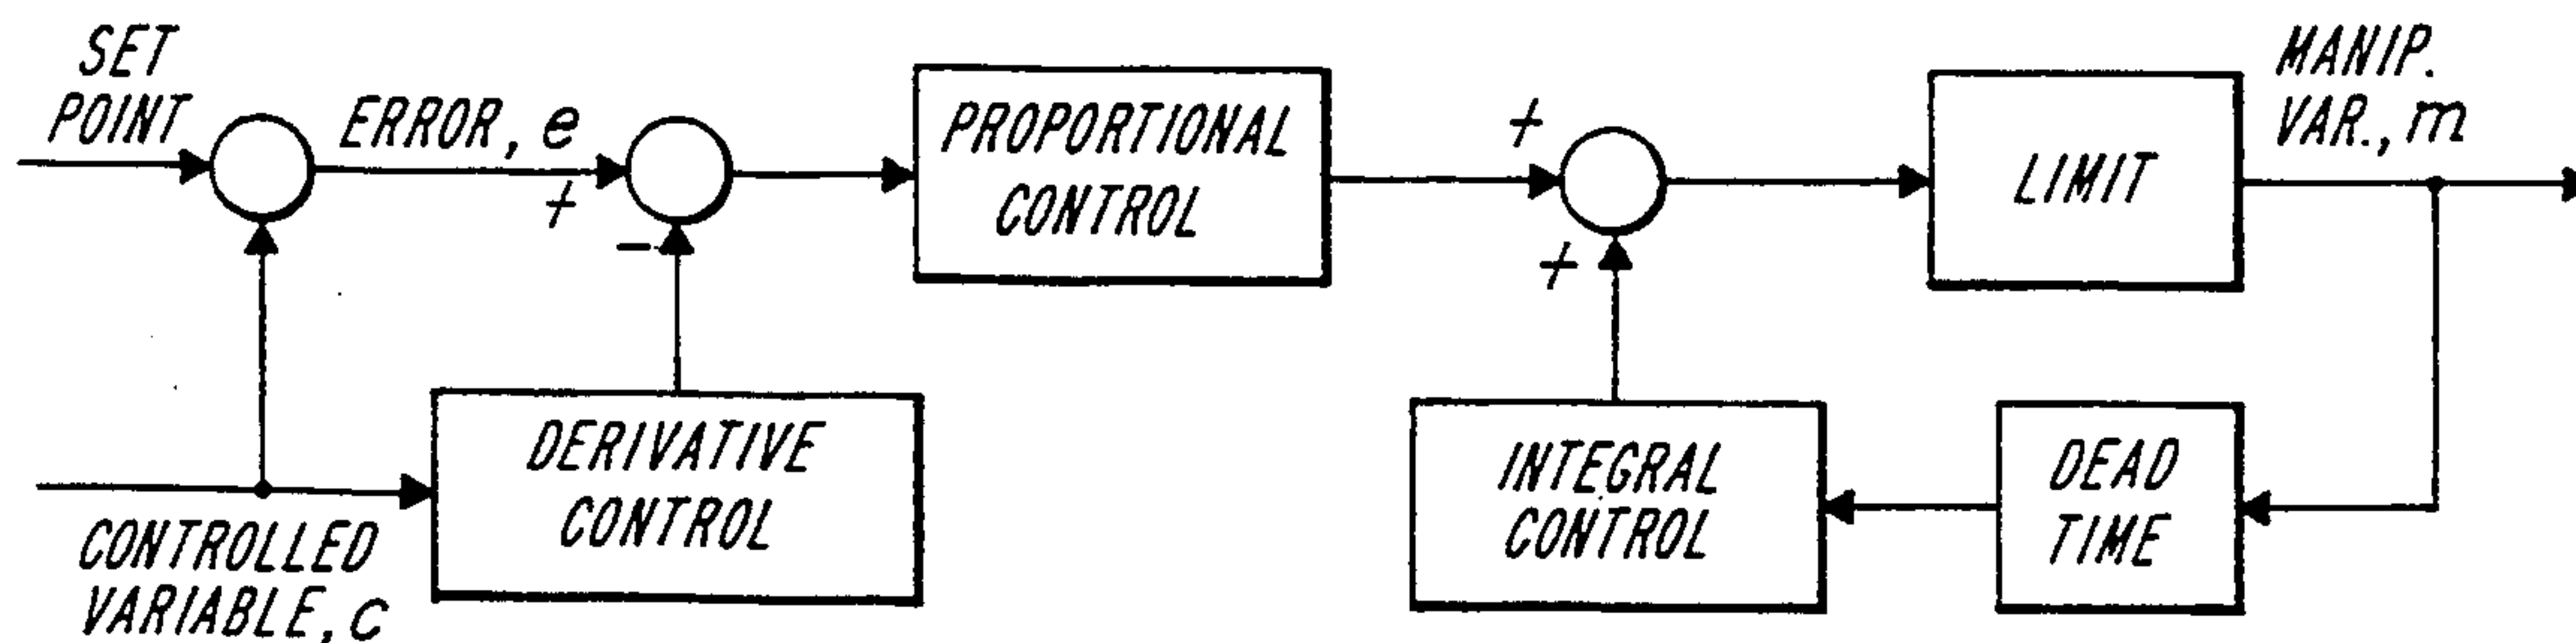 SET
POINT
ERROR, e
+
-
PROPORTIONAL
CONTROL
+
+
LIMIT
MANIP.
VAR., m
CONTROLLED
VARIABLE, c
DERIVATIVE
CONTROL
INTEGRAL
CONTROL
DEAD
TIME